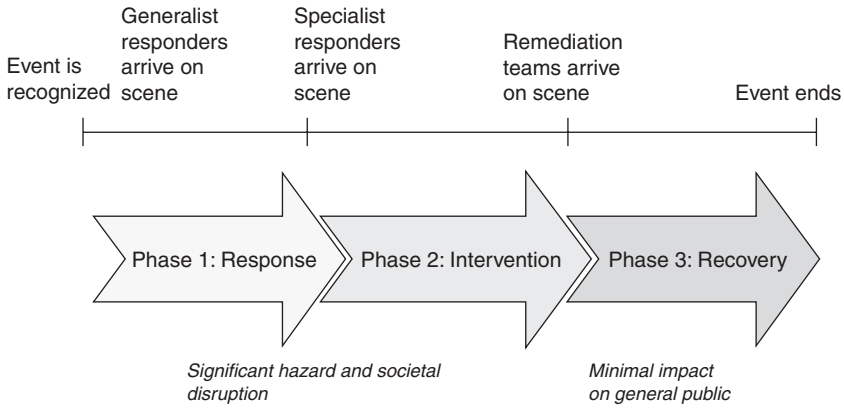 Generalist
responders
arrive on
scene
Specialist
responders
arrive on
scene
Event is
recognized
Remediation
teams arrive
on scene
Event ends
Phase 1: Response
Phase 2: Intervention
Phase 3: Recovery
Significant hazard and societal
disruption
Minimal impact
on general public